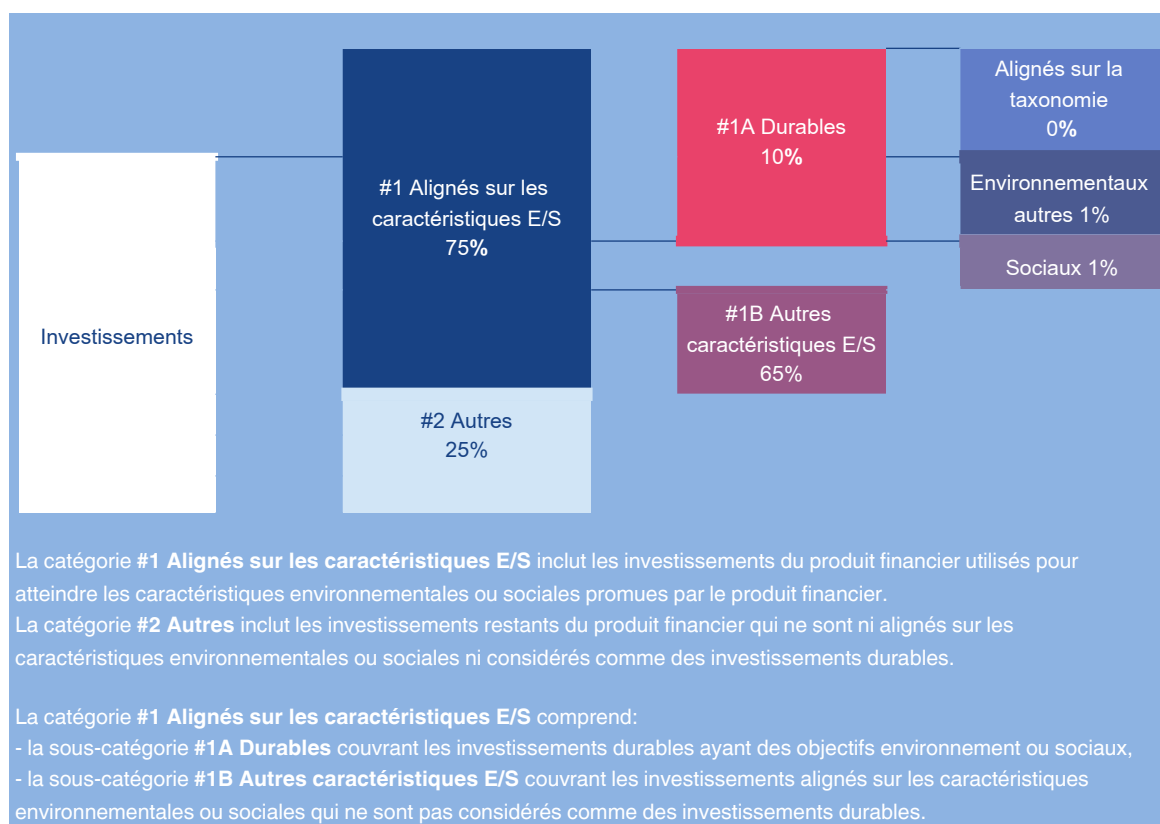 Investissements
#1 Alignés sur les
caractéristiques E/S
75%
#2 Autres
25%
#1A Durables
10%
#1B Autres
caractéristiques E/S
65%
Alignés sur la
taxonomie
0%
Environnementaux
autres 1%
Sociaux 1%
La catégorie #1 Alignés sur les caractéristiques E/S inclut les investissements du produit financier utilisés pour
atteindre les caractéristiques environnementales ou sociales promues par le produit financier.
La catégorie #2 Autres inclut les investissements restants du produit financier qui ne sont ni alignés sur les
caractéristiques environnementales ou sociales ni considérés comme des investissements durables.
La catégorie #1 Alignés sur les caractéristiques E/S comprend:
- la sous-catégorie #1A Durables couvrant les investissements durables ayant des objectifs environnement ou sociaux,
- la sous-catégorie #1B Autres caractéristiques E/S couvrant les investissements alignés sur les caractéristiques
environnementales ou sociales qui ne sont pas considérés comme des investissements durables.